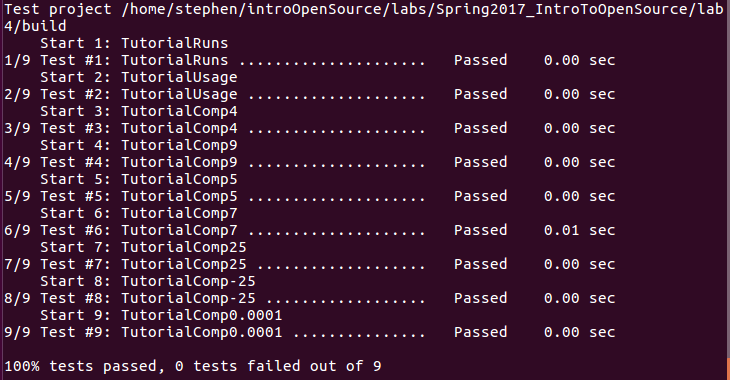 Test project /home/stephen/introOpenSource/labs/Spring2017_IntroToOpenSource/lab
4/build
    Start 1: TutorialRuns
1/9 Test #1: TutorialRuns .....................   Passed    0.00 sec
    Start 2: TutorialUsage
2/9 Test #2: TutorialUsage ....................   Passed    0.00 sec
    Start 3: TutorialComp4
3/9 Test #3: TutorialComp4 ....................   Passed    0.00 sec
    Start 4: TutorialComp9
4/9 Test #4: TutorialComp9 ....................   Passed    0.00 sec
    Start 5: TutorialComp5
5/9 Test #5: TutorialComp5 ....................   Passed    0.00 sec
    Start 6: TutorialComp7
6/9 Test #6: TutorialComp7 ....................   Passed    0.01 sec
    Start 7: TutorialComp25
7/9 Test #7: TutorialComp25 ...................   Passed    0.00 sec
    Start 8: TutorialComp-25
8/9 Test #8: TutorialComp-25 ..................   Passed    0.00 sec
    Start 9: TutorialComp0.0001
9/9 Test #9: TutorialComp0.0001 ...............   Passed    0.00 sec

100% tests passed, 0 tests failed out of 9